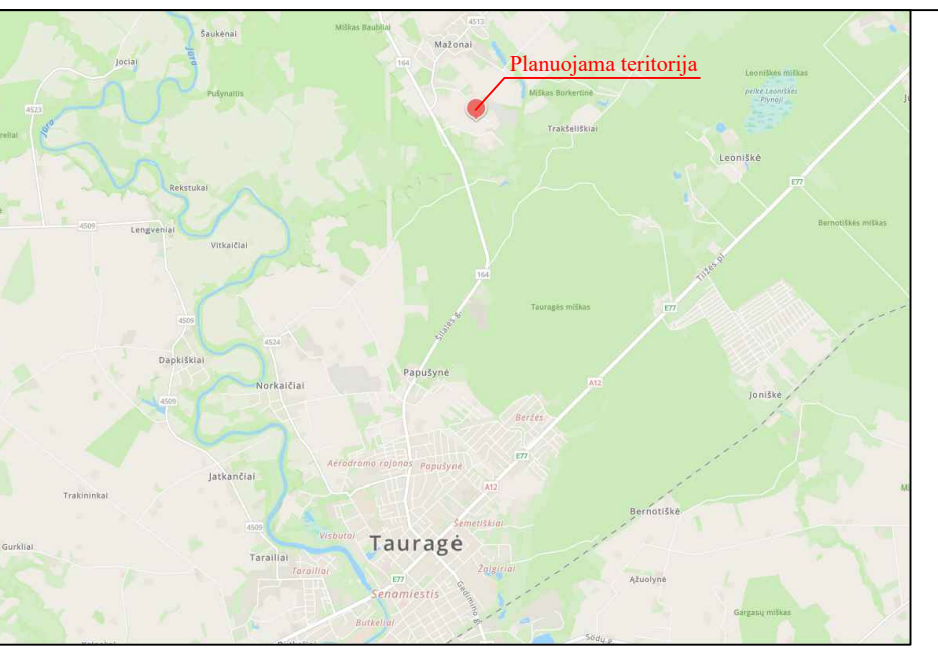 4513
Miškas Baubliai
Šaukėnai
Jūra
Mažonai
Jociai
164
Planuojama teritorija
Leoniškės miškas
Pušynaitis
Miškas Borkertinė
pelkė Leoniškės
Plynoji
4523
Jūra
Trakšeliškiai
Leoniškė
E77
Rekstukai
4509
Lengveniai
Bernotiškės miškas
Vitkaičiai
Tilžės pl.
164
Tauragės miškas
E77
4509
Šilalės g.
4524
Dapkiškiai
Papušynė
Norkaičiai
A12
Joniškė
4509
Beržės
E77
Aerodromo rajonas
Papušynė
Jatkančiai
A12
Trakininkai
Bernotiškė
4509
Šemetiškiai
Visbutai
Tauragė
Gurkliai
Tarailiai
Tarailiai
Žalgiriai
E77
Ąžuolynė
Senamiestis
Gedimino g.
Gargasų miškas
Butkeliai
Sodų g.